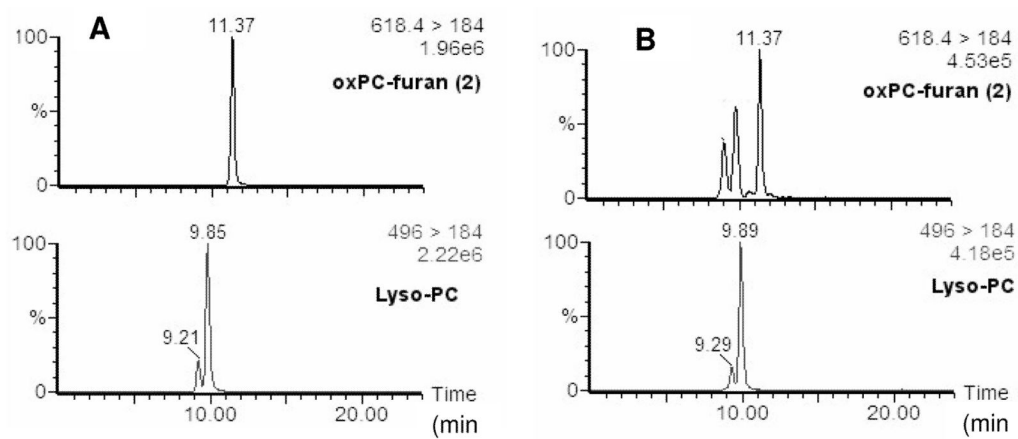 A
11.37
618.4 > 184
1.96e6
oxPC-furan (2)
100
%
0
9.85
496 > 184
2.22e6
Lyso-PC
100
9.21
%
0
10.00
20.00
Time
(min
B
11.37
618.4 > 184
4.53e5
oxPC-furan (2)
100
%
0
9.89
496 > 184
4.18e5
Lyso-PC
100
9.29
%
0
10.00
20.00
Time
(min